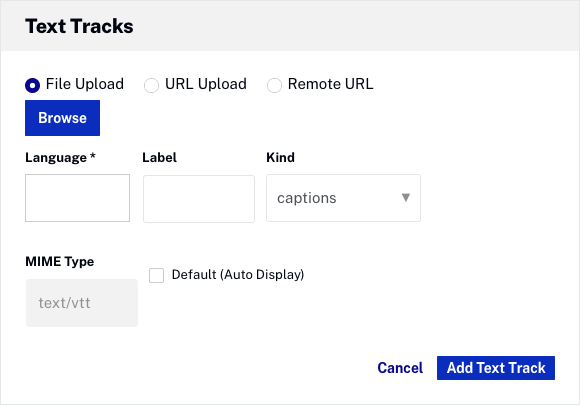 Text Tracks
File Upload URL Upload Remote URL
Browse
Language * Label Kind
captions
MIME Type
Default (Auto Display)
text/vtt
Cancel Add Text Track